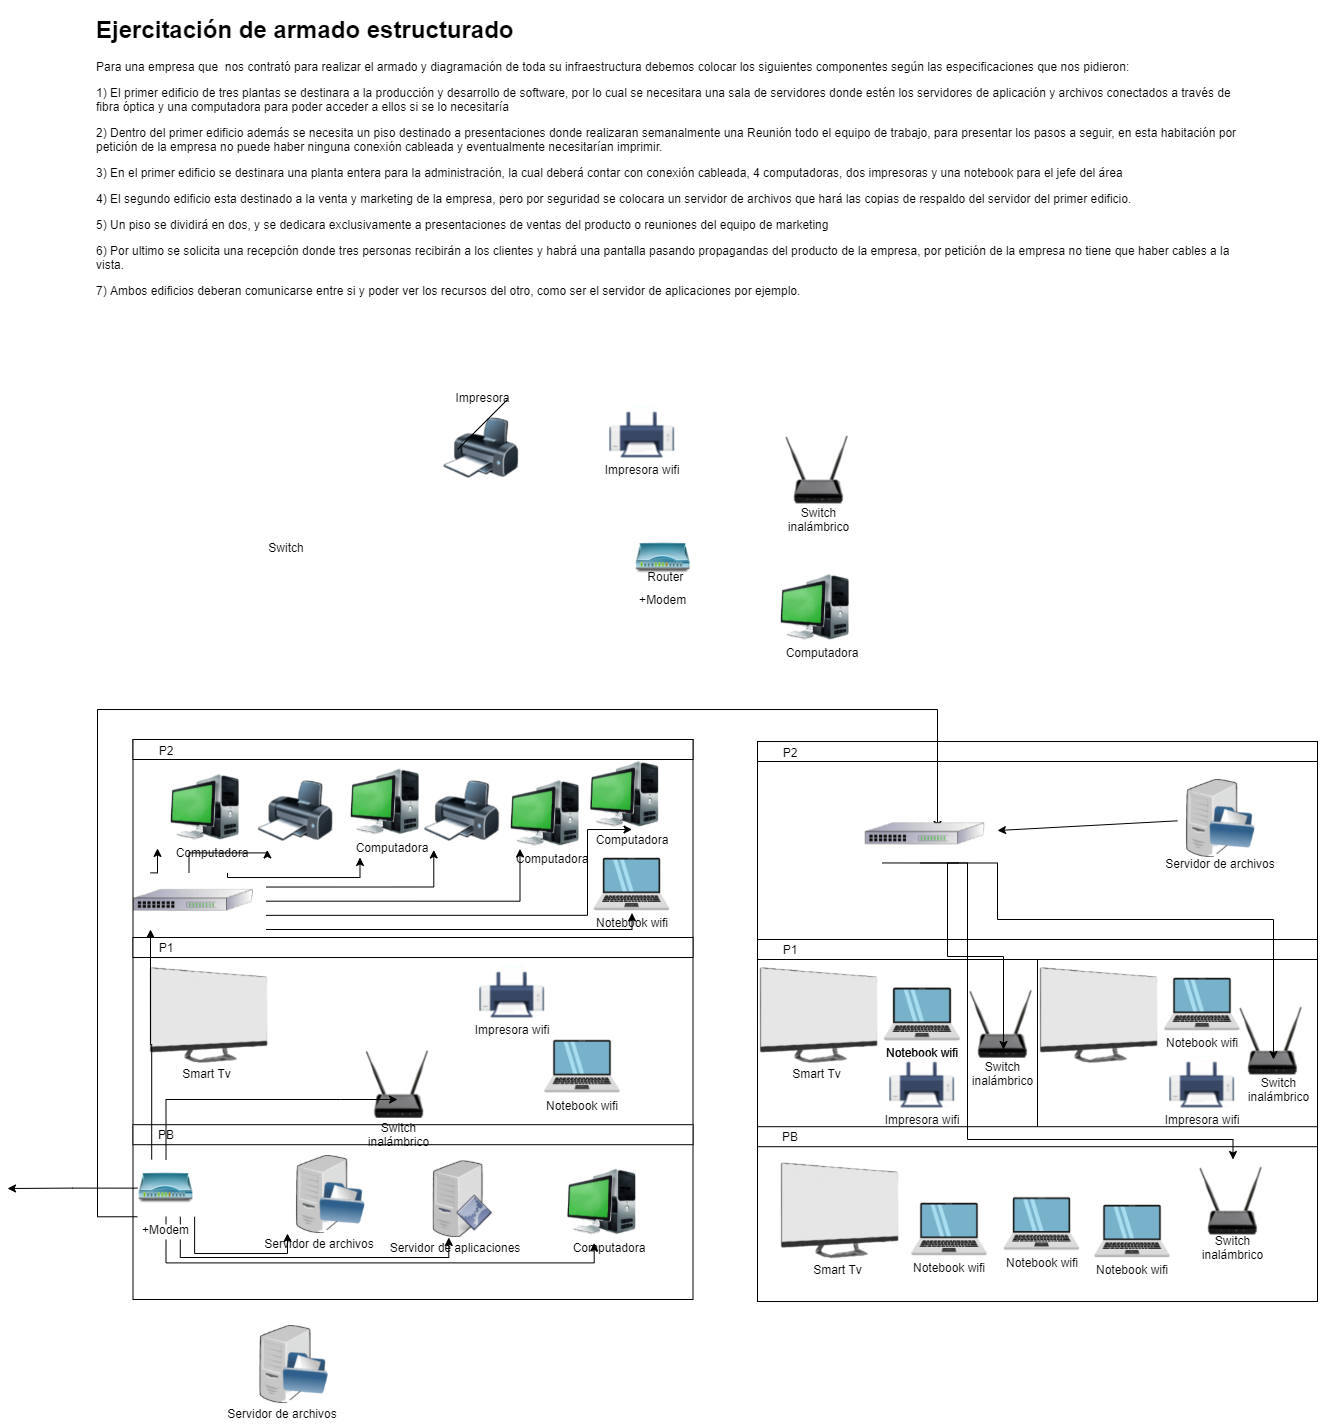 Ejercitación de armado estructurado
Para una empresa que  nos contrató para realizar el armado y diagramación de toda su infraestructura debemos colocar los siguientes componentes según las especificaciones que nos pidieron:
1) El primer edificio de tres plantas se destinara a la producción y desarrollo de software, por lo cual se necesitara una sala de servidores donde estén los servidores de aplicación y archivos conectados a través de
fibra óptica y una computadora para poder acceder a ellos si se lo necesitaría
2) Dentro del primer edificio además se necesita un piso destinado a presentaciones donde realizaran semanalmente una Reunión todo el equipo de trabajo, para presentar los pasos a seguir, en esta habitación por
petición de la empresa no puede haber ninguna conexión cableada y eventualmente necesitarían imprimir.
3) En el primer edificio se destinara una planta entera para la administración, la cual deberá contar con conexión cableada, 4 computadoras, dos impresoras y una notebook para el jefe del área
4) El segundo edificio esta destinado a la venta y marketing de la empresa, pero por seguridad se colocara un servidor de archivos que hará las copias de respaldo del servidor del primer edificio.
5) Un piso se dividirá en dos, y se dedicara exclusivamente a presentaciones de ventas del producto o reuniones del equipo de marketing
6) Por ultimo se solicita una recepción donde tres personas recibirán a los clientes y habrá una pantalla pasando propagandas del producto de la empresa, por petición de la empresa no tiene que haber cables a la
vista.
7) Ambos edificios deberan comunicarse entre si y poder ver los recursos del otro, como ser el servidor de aplicaciones por ejemplo.
Impresora
Impresora wifi
Switch
inalámbrico
Switch
Router
+Modem
Computadora
P2
Computadora
Computadora
Computadora
Computadora
Notebook wifi
P1
Smart Tv
Impresora wifi
Notebook wifi
Switch
inalámbrico
PB
+Modem
Servidor de archivos
Servidor de aplicaciones
Computadora
Servidor de archivos
P2
Servidor de archivos
P1
Smart Tv
Notebook wifi
Impresora wifi
Switch
inalámbrico
Notebook wifi
Impresora wifi
Switch
inalámbrico
PB
Smart Tv
Notebook wifi
Notebook wifi
Notebook wifi
Switch
inalámbrico